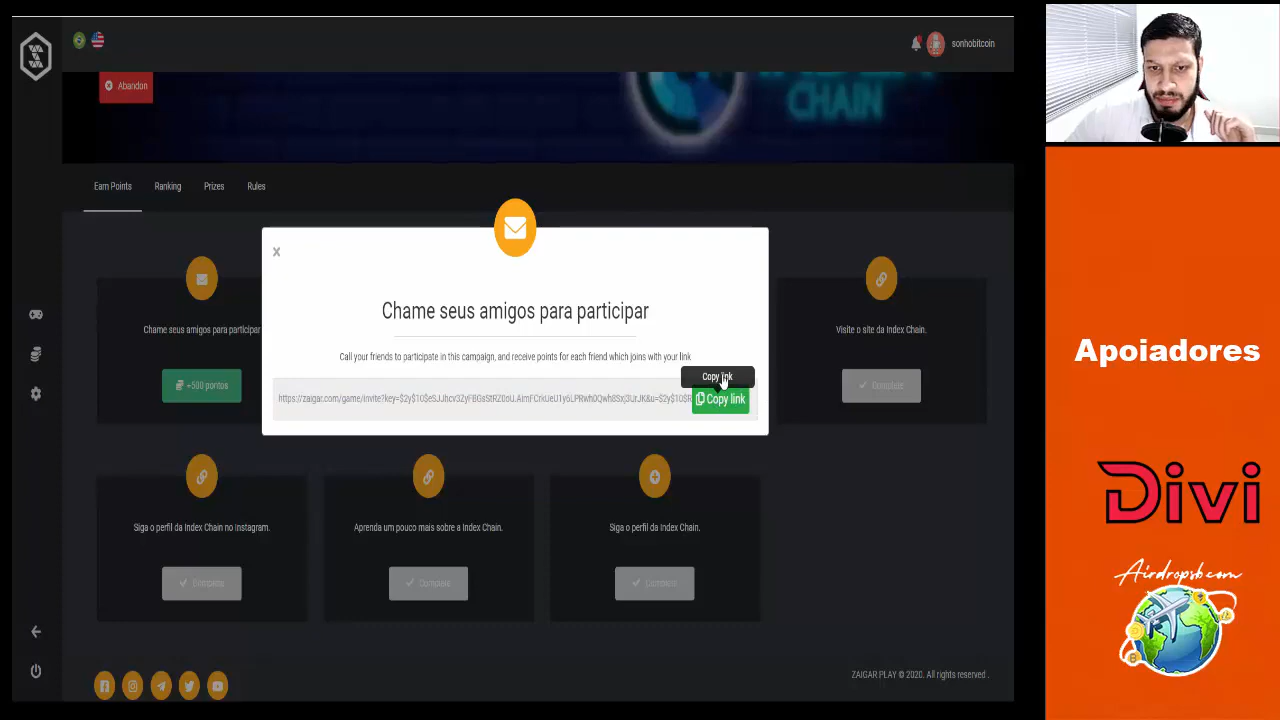 sonhobitcoin
Abandon
CHAIN
Earn Points
Ranking
Prizes
Rules
Chame seus amigos para participar
Call your friends to participate in this campaign, and receive points for each friend which joins with your link
Copy link
Copy link
Chame seus amigos para participar
+500 pontos
Visite o site da Index Chain.
Complete
Siga o perfil da Index Chain no Instagram.
Aprenda um pouco mais sobre a Index Chain.
Siga o perfil da Index Chain.
Complete
Complete
ZAIGAR PLAY © 2020. All rights reserved .
Apoiadores
Divi
Airdropsb.com